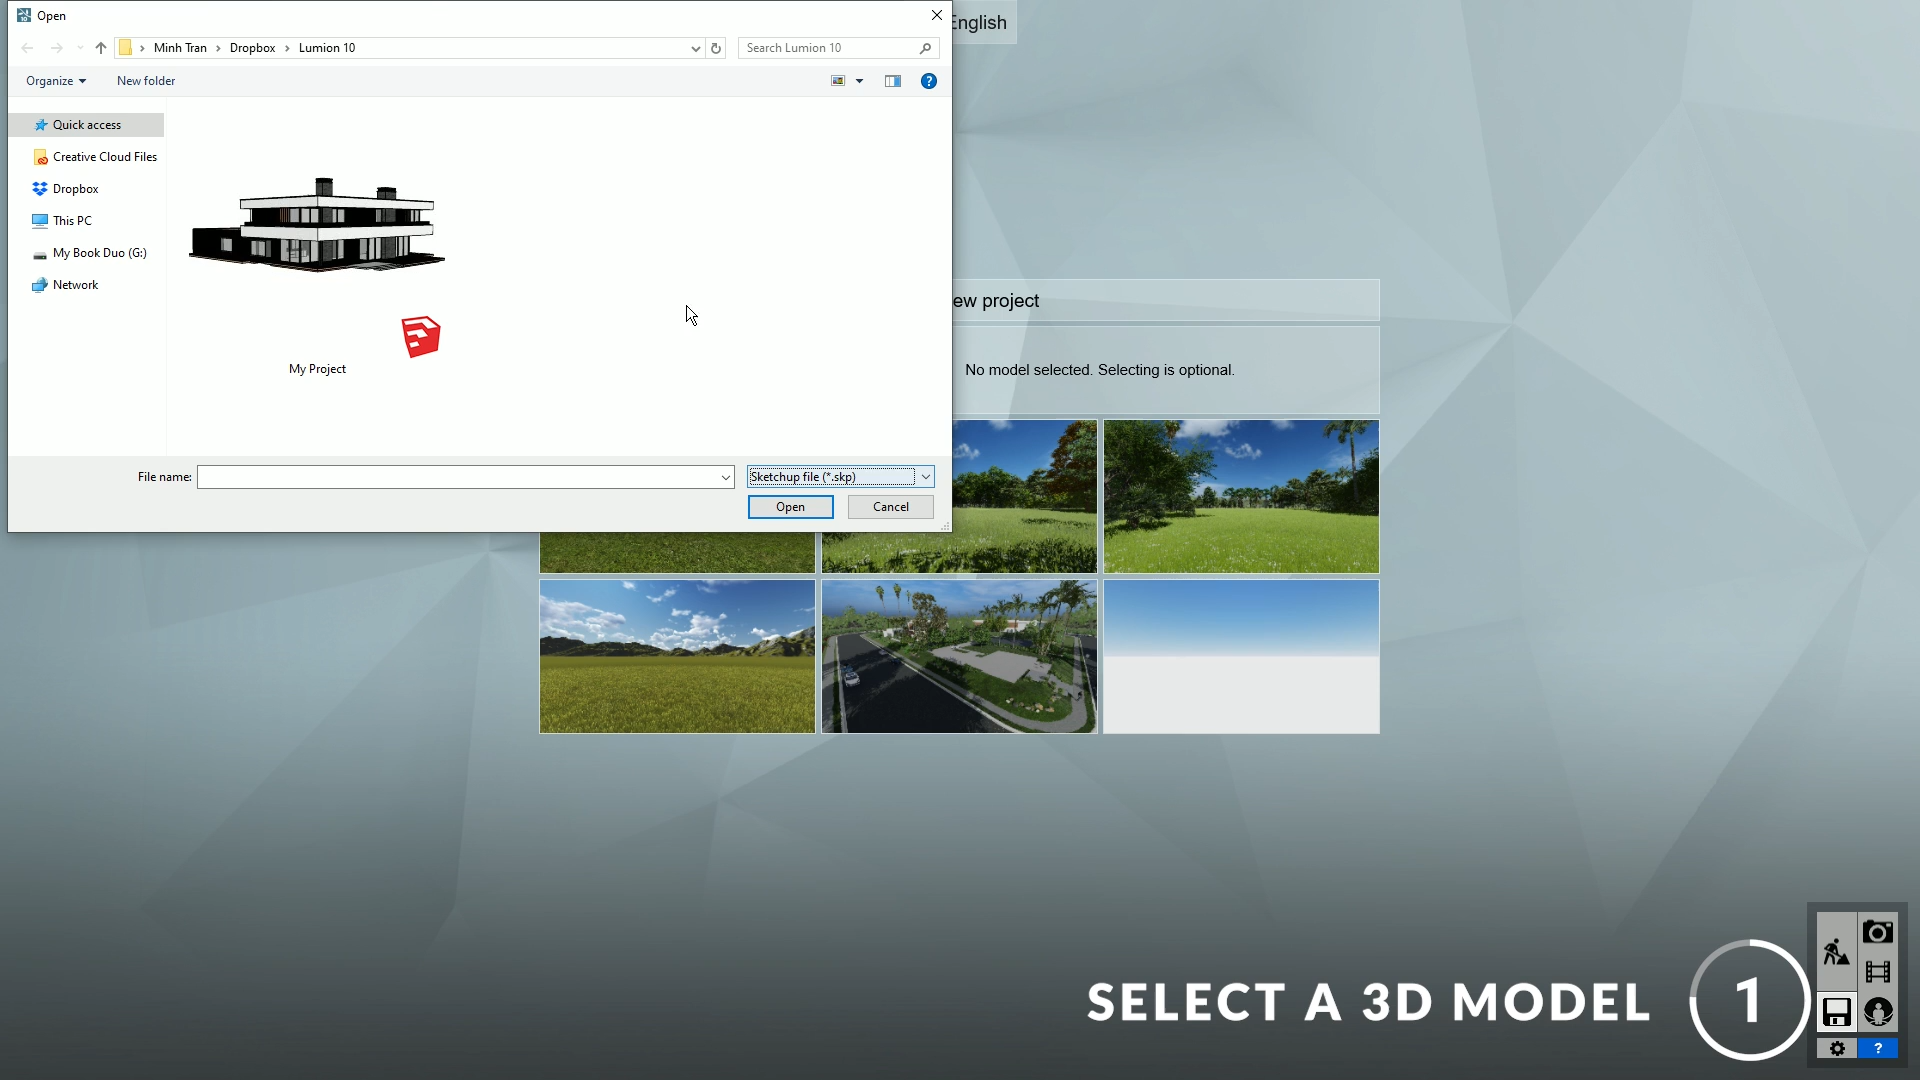 Open
English
Minh Tran > Dropbox > Lumion 10
Search Lumion 10
Organize
New folder
?
Quick access
Creative Cloud Files
Dropbox
This PC
My Book Duo (G:)
Network
My Project
File name:
Sketchup file (*.skp)
Open
Cancel
ew project
No model selected. Selecting is optional.
SELECT A 3D MODEL
1
?